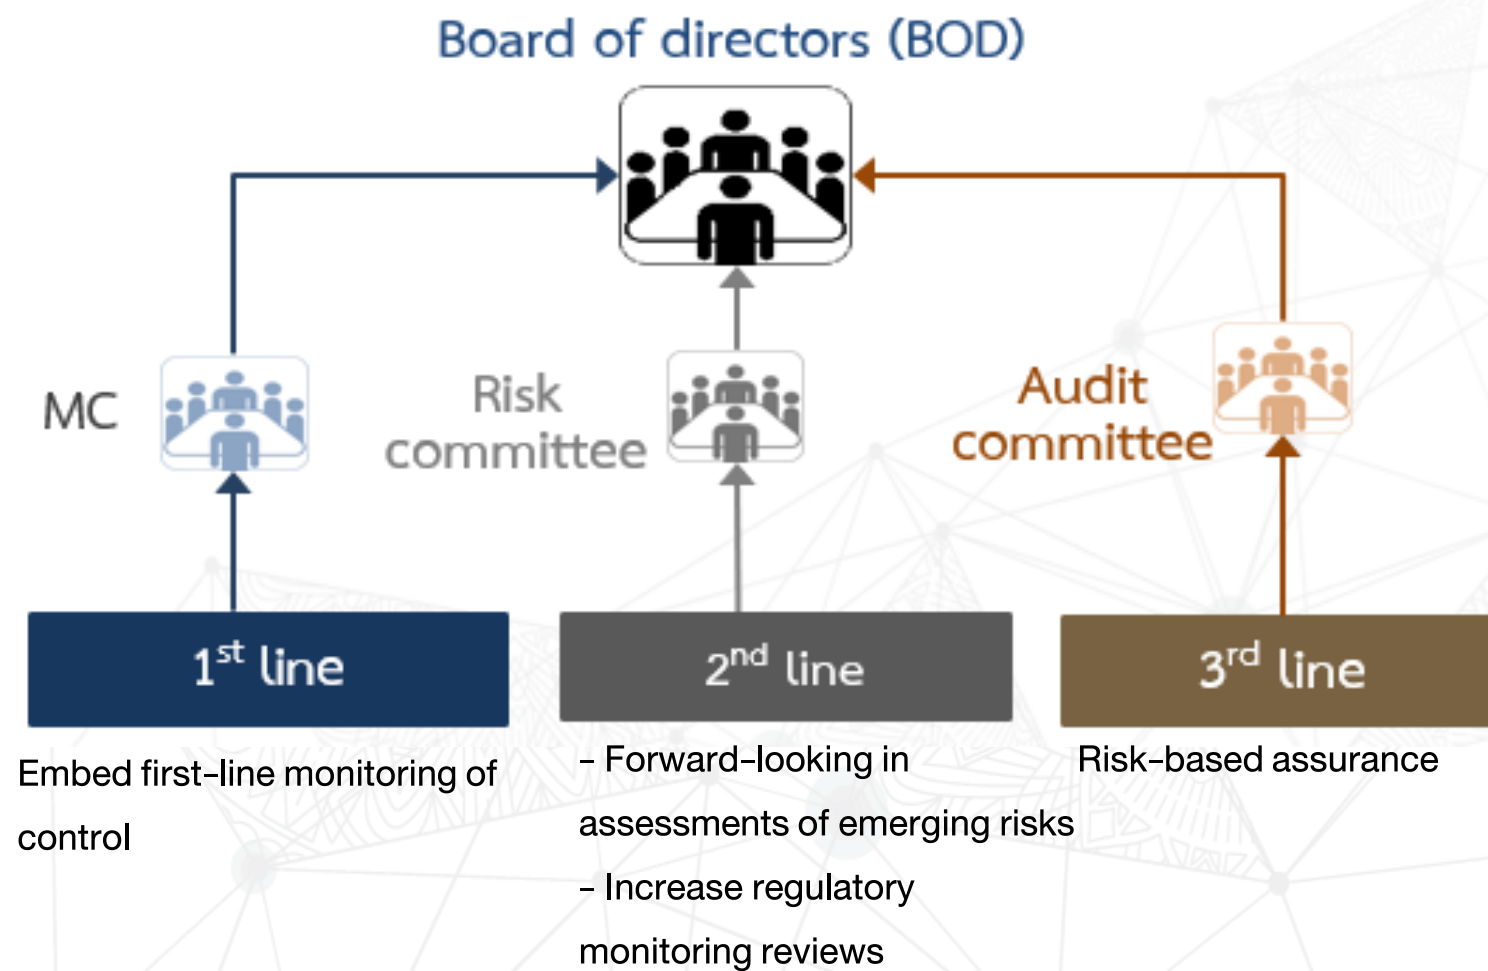 Board of directors (BOD)
MC
Risk
committee
Audit
committee
1st line
2nd line
3rd line
Embed first-line monitoring of
control
- Forward-looking in
assessments of emerging risks
- Increase regulatory
monitoring reviews
Risk-based assurance